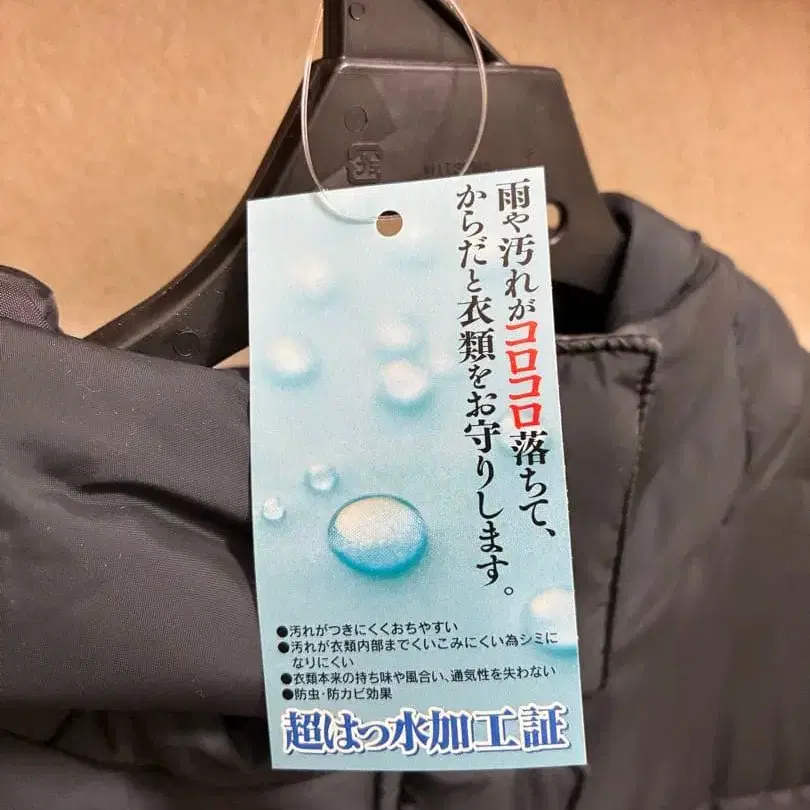 雨や汚れがコロコロ落ちて、
からだと衣類をお守りします。
●汚れがつきにくくおちやすい
●汚れが衣類内部までくいこみにくい為シミに
なりにくい
●衣類本来の持ち味や風合い、通気性を失わない
●防虫・防カビ効果
超はっ水加工証